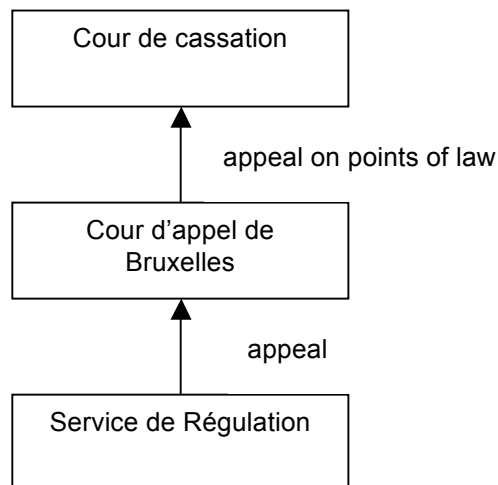 Cour de cassation
appeal on points of law
Cour d’appel de
Bruxelles
appeal
Service de Régulation